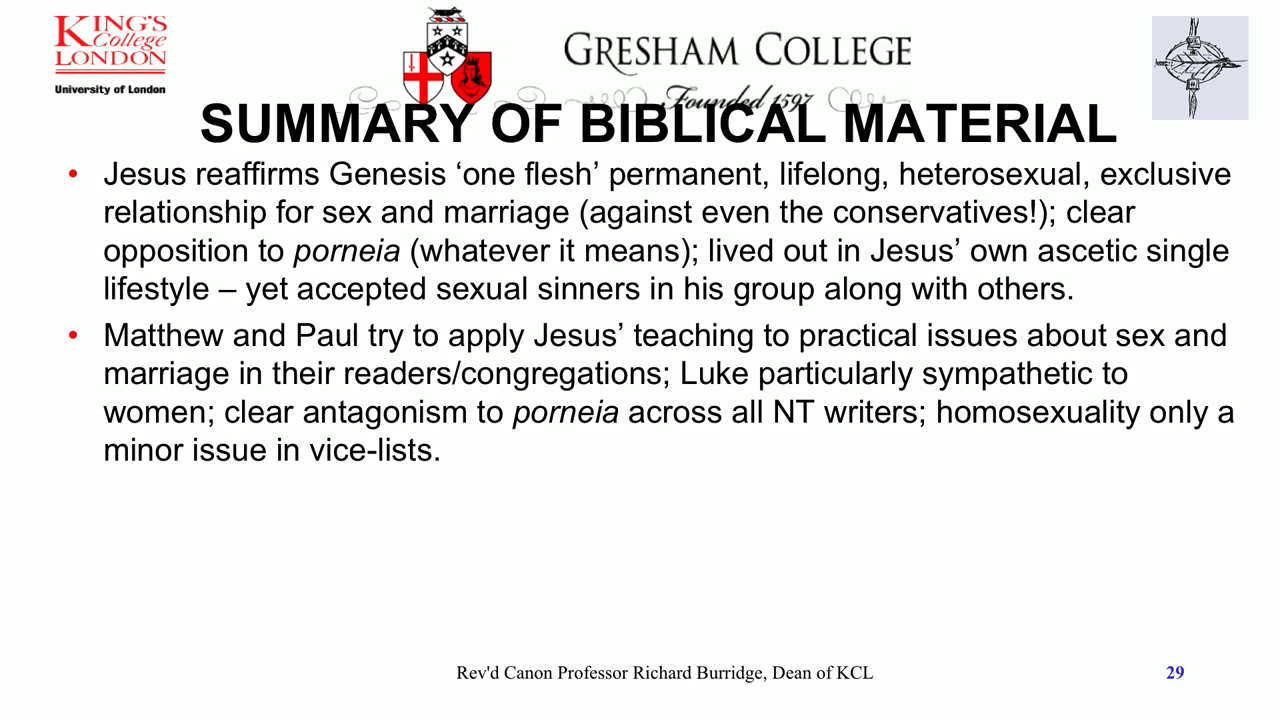 KING'S
College
LONDON
University of London
GRESHAM COLLEGE
Founded 1597
SUMMARY OF BIBLICAL MATERIAL
• Jesus reaffirms Genesis ‘one flesh’ permanent, lifelong, heterosexual, exclusive
relationship for sex and marriage (against even the conservatives!); clear
opposition to porneia (whatever it means); lived out in Jesus’ own ascetic single
lifestyle – yet accepted sexual sinners in his group along with others.
• Matthew and Paul try to apply Jesus’ teaching to practical issues about sex and
marriage in their readers/congregations; Luke particularly sympathetic to
women; clear antagonism to porneia across all NT writers; homosexuality only a
minor issue in vice-lists.
Rev'd Canon Professor Richard Burridge, Dean of KCL
29